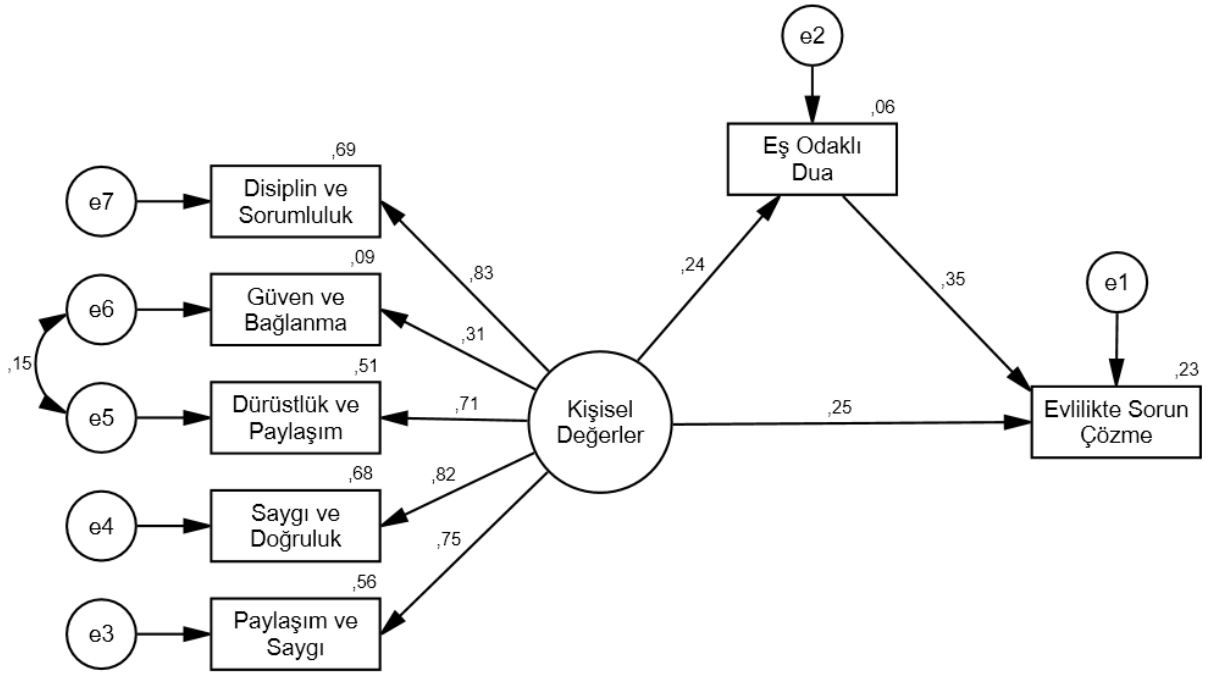 e2
,06
Eş Odaklı
Dua
,69
e7
Disiplin ve
Sorumluluk
,09
e6
Güven ve
Bağlanma
,15
,51
e5
Dürüstlük ve
Paylaşım
,68
e4
Saygı ve
Doğruluk
,56
e3
Paylaşım ve
Saygı
,83
,31
,71
,82
,75
Kişisel
Değerler
,24
,35
,25
e1
,23
Evlilikte Sorun
Çözme